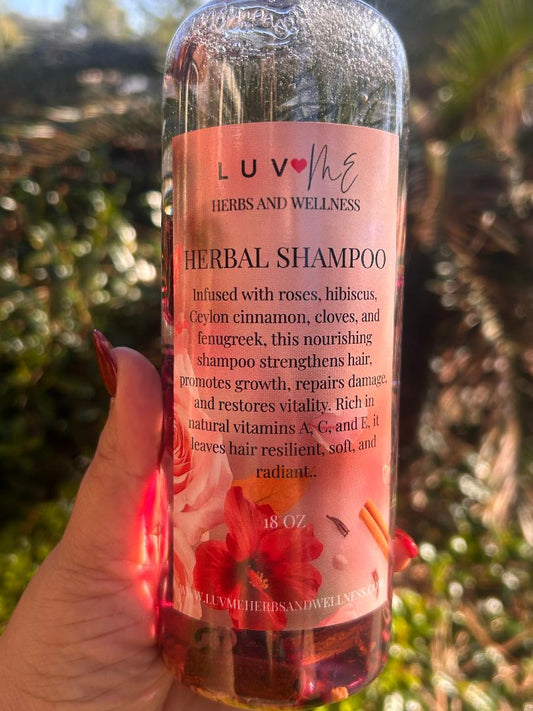 LUV ME
HERBS AND WELLNESS
HERBAL SHAMPOO
Infused with roses, hibiscus,
Ceylon cinnamon, cloves, and
fenugreek, this nourishing
shampoo strengthens hair,
promotes growth, repairs damage,
and restores vitality. Rich in
natural vitamins A, C, and E, it
leaves hair resilient, soft, and
radiant..
18 OZ
WWW.LUVMEHERBSANDWELLNESS.C